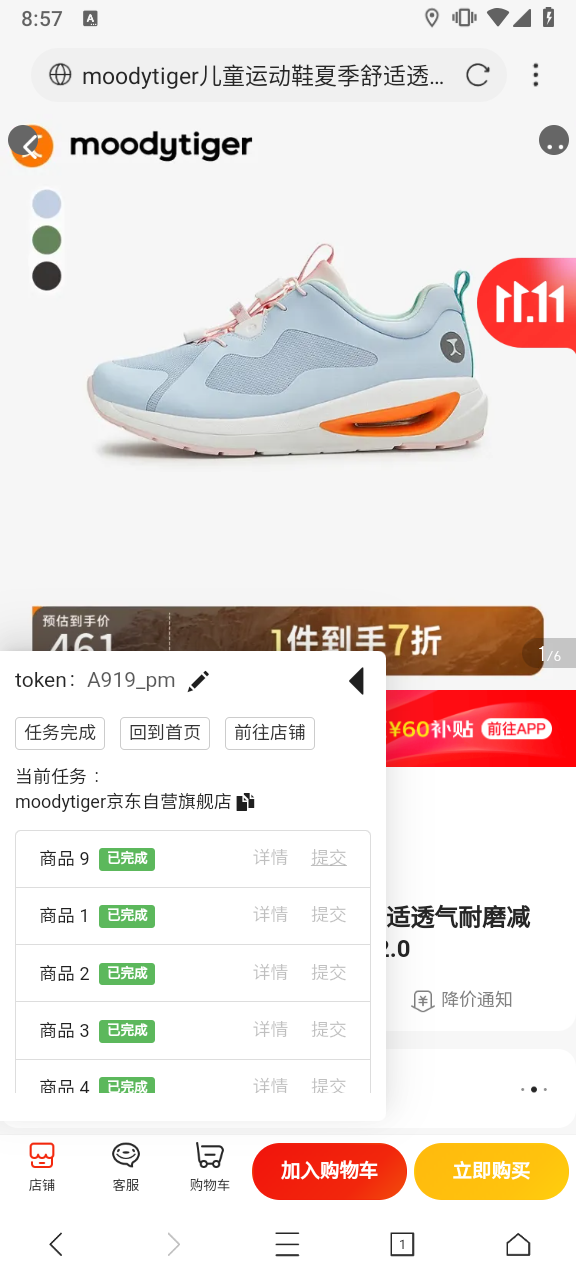 8:57
A
moodytiger儿童运动鞋夏季舒适透...
moodytiger
11.11
预估到手价
461
1件到手7折
1/6
token: A919_pm
¥60补贴 前往APP
任务完成 回到首页 前往店铺
当前任务：
moodytiger京东自营旗舰店
商品 9 已完成 详情 提交
商品 1 已完成 详情 提交
适透气耐磨减
2.0
商品 2 已完成 详情 提交
降价通知
商品 3 已完成 详情 提交
商品 4 已完成 详情 提交
店铺 客服 购物车 加入购物车 立即购买
1